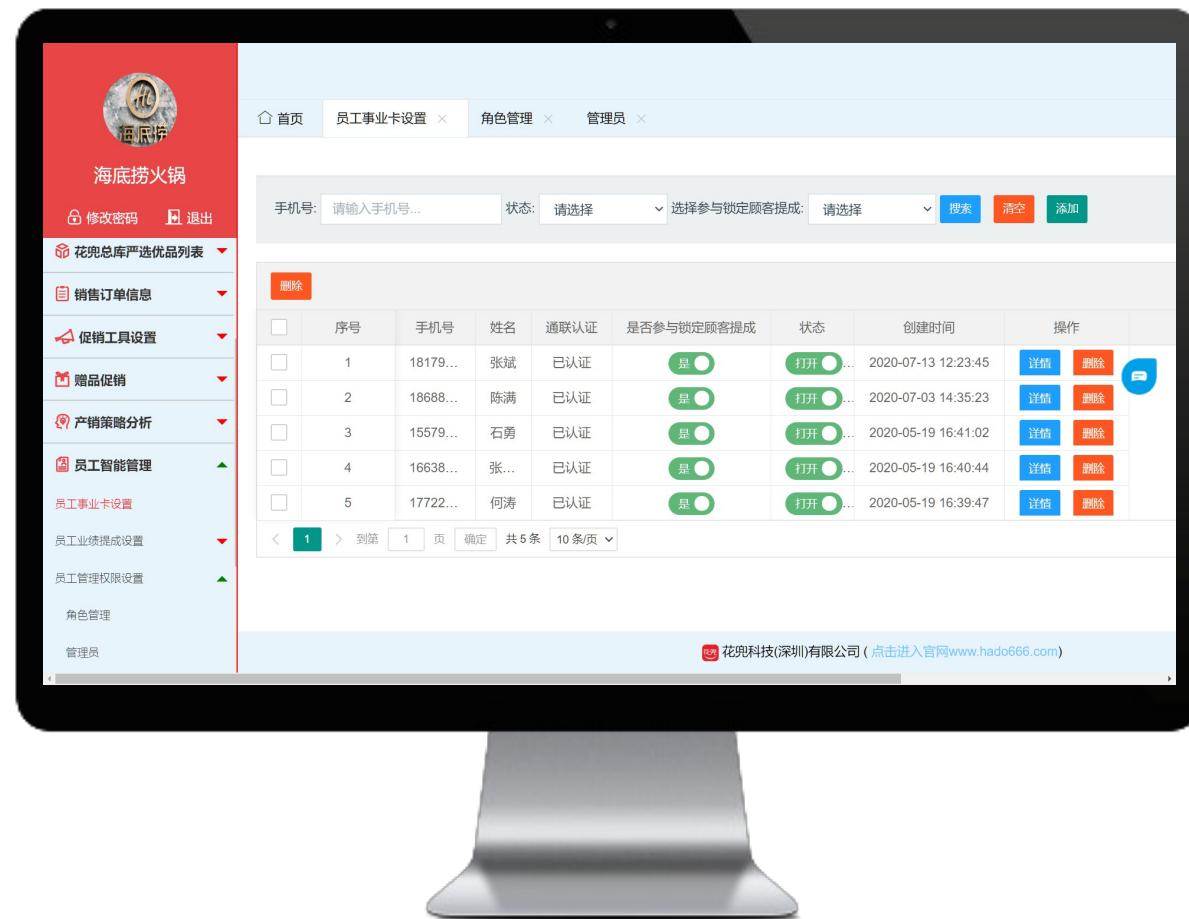 海底捞
海底捞火锅
修改密码 退出
花兜总库严选优品列表
销售订单信息
促销工具设置
赠品促销
产销策略分析
员工智能管理
员工事业卡设置
员工业绩提成设置
员工管理权限设置
角色管理
管理员
首页 员工事业卡设置 × 角色管理 × 管理员 ×
手机号: 请输入手机号... 状态: 请选择 选择参与锁定顾客提成: 请选择 搜索 清空 添加
删除
序号 手机号 姓名 通联认证 是否参与锁定顾客提成 状态 创建时间 操作
1 18179... 张斌 已认证 是 打开 ... 2020-07-13 12:23:45 详情 删除
2 18688... 陈满 已认证 是 打开 ... 2020-07-03 14:35:23 详情 删除
3 15579... 石勇 已认证 是 打开 ... 2020-05-19 16:41:02 详情 删除
4 16638... 张... 已认证 是 打开 ... 2020-05-19 16:40:44 详情 删除
5 17722... 何涛 已认证 是 打开 ... 2020-05-19 16:39:47 详情 删除
< 1 > 到第 1 页 确定 共 5 条 10 条/页
花兜 花兜科技(深圳)有限公司 ( 点击进入官网www.hado666.com)